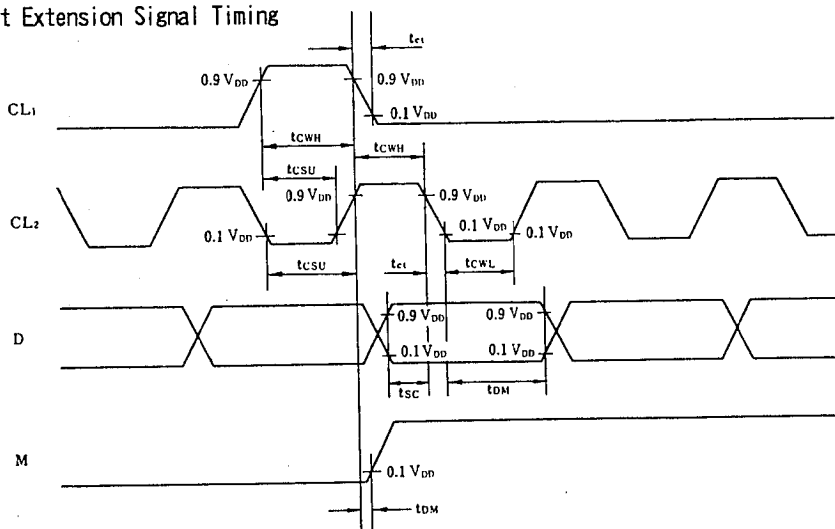 t Extension Signal Timing
tct
0.9 VDD
0.9 VDD
CL1
0.1 VDD
tCWH
tCWH
tCSU
0.9 VDD
0.9 VDD
CL2
0.1 VDD
0.1 VDD
0.1 VDD
tCSU
tct
tCWL
D
0.9 VDD
0.9 VDD
0.1 VDD
0.1 VDD
tSC
tDM
M
0.1 VDD
tDM